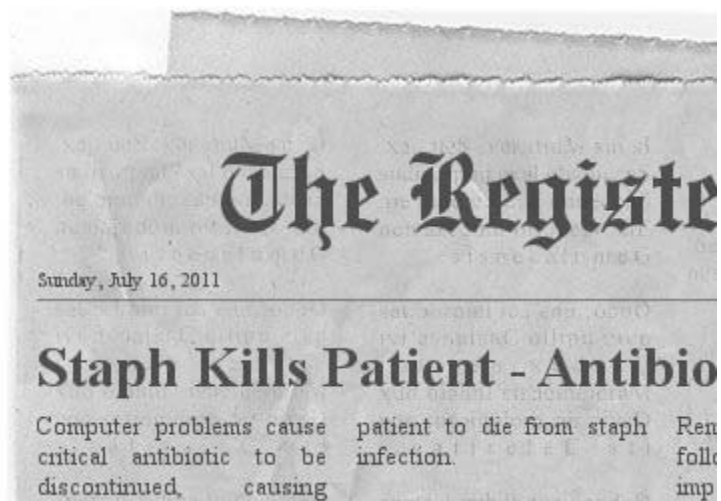 The Registe
Sunday, July 16, 2011
Staph Kills Patient - Antibio
Computer problems cause
critical antibiotic to be
discontinued, causing
patient to die from staph
infection.
Rem
follo
imp